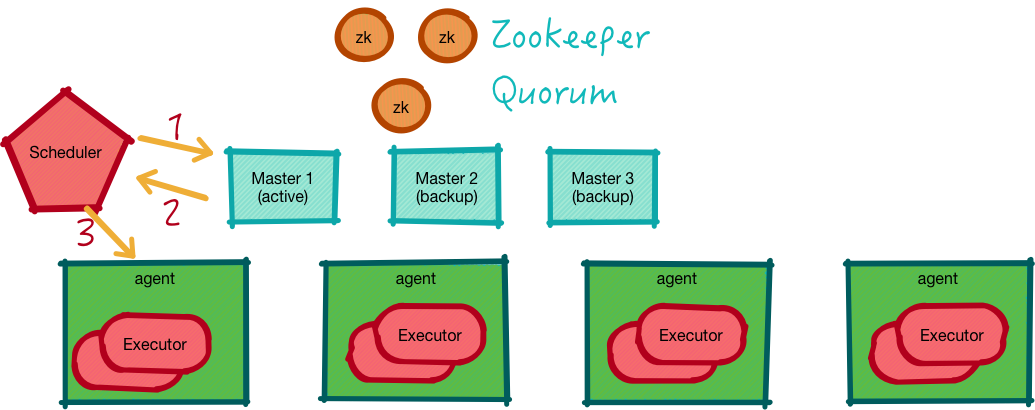 zk
zk
Zookeeper
zk
Quorum
1
Scheduler
2
3
Master 1
(active)
Master 2
(backup)
Master 3
(backup)
agent
Executor
agent
Executor
agent
Executor
agent
Executor